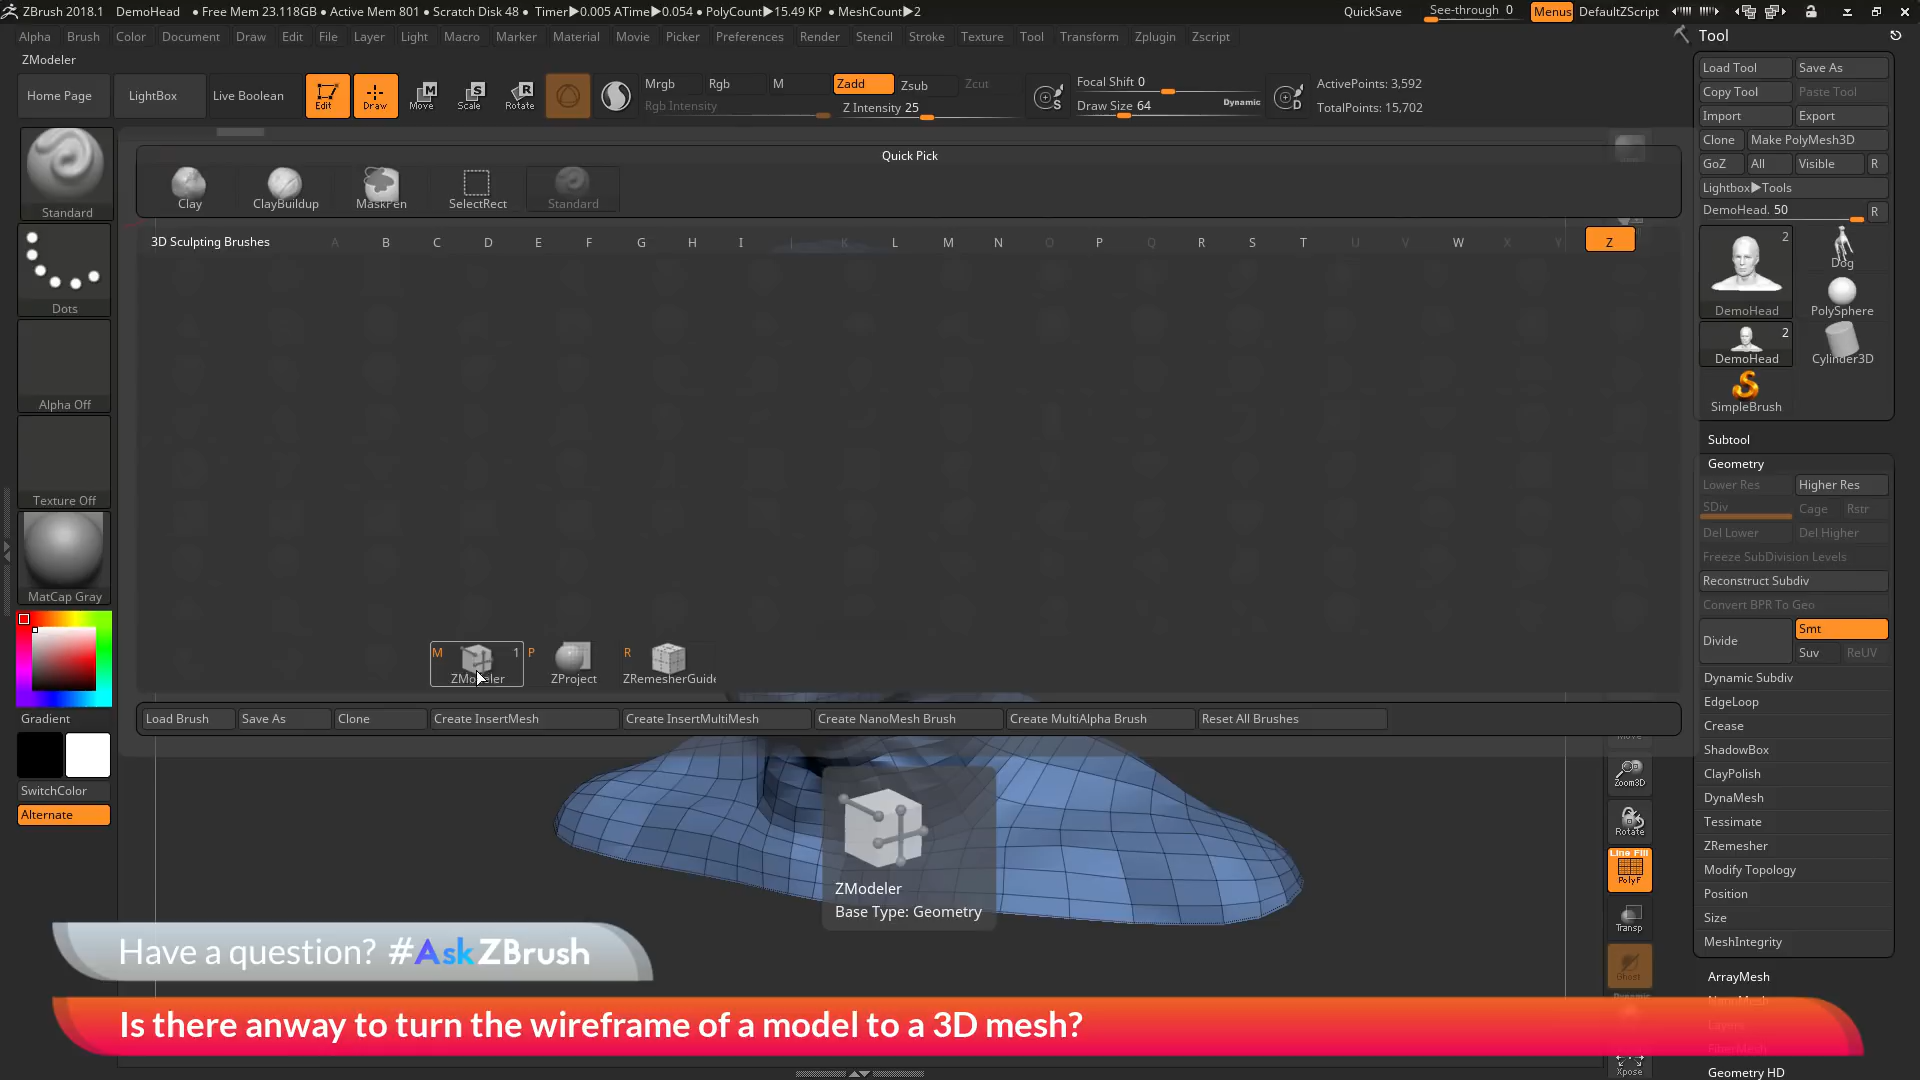 ZBrush 2018.1 DemoHead • Free Mem 23.118GB • Active Mem 801 • Scratch Disk 48 • Timer▶0.005 ATime▶0.054 • PolyCount▶15.49 KP • MeshCount▶2 QuickSave See-through 0 Menus DefaultZScript
Alpha Brush Color Document Draw Edit File Layer Light Macro Marker Material Movie Picker Preferences Render Stencil Stroke Texture Tool Transform Zplugin Zscript
Tool
ZModeler
Home Page LightBox Live Boolean Edit Draw Move Scale Rotate
Mrgb Rgb M Zadd Zsub Zcut
Rgb Intensity Z Intensity 25
Focal Shift 0
Draw Size 64 Dynamic
S
D
ActivePoints: 3,592
TotalPoints: 15,702
Load Tool Save As
Copy Tool Paste Tool
Import Export
Clone Make PolyMesh3D
GoZ All Visible R
Lightbox▶Tools
DemoHead. 50 R
2
DemoHead
Dog
PolySphere
2
DemoHead
Cylinder3D
SimpleBrush
Subtool
Geometry
Lower Res Higher Res
SDiv Cage Rstr
Del Lower Del Higher
Freeze SubDivision Levels
Reconstruct Subdiv
Convert BPR To Geo
Divide Smt
Suv ReUV
Dynamic Subdiv
EdgeLoop
Crease
ShadowBox
ClayPolish
DynaMesh
Tessimate
ZRemesher
Modify Topology
Position
Size
MeshIntegrity
ArrayMesh
NanoMesh
Layers
FiberMesh
Geometry HD
Standard
Dots
Alpha Off
Texture Off
MatCap Gray
Gradient
SwitchColor
Alternate
Quick Pick
Clay ClayBuildup MaskPen SelectRect Standard
3D Sculpting Brushes A B C D E F G H I J K L M N O P Q R S T U V W X Y Z
M 1 P R
ZModeler ZProject ZRemesherGuide
Load Brush Save As Clone Create InsertMesh Create InsertMultiMesh Create NanoMesh Brush Create MultiAlpha Brush Reset All Brushes
Move
Zoom3D
Rotate
Line Fill
PolyF
Transp
Ghost
Dynamic
Xpose
ZModeler
Base Type: Geometry
Have a question? #AskZBrush
Is there anway to turn the wireframe of a model to a 3D mesh?